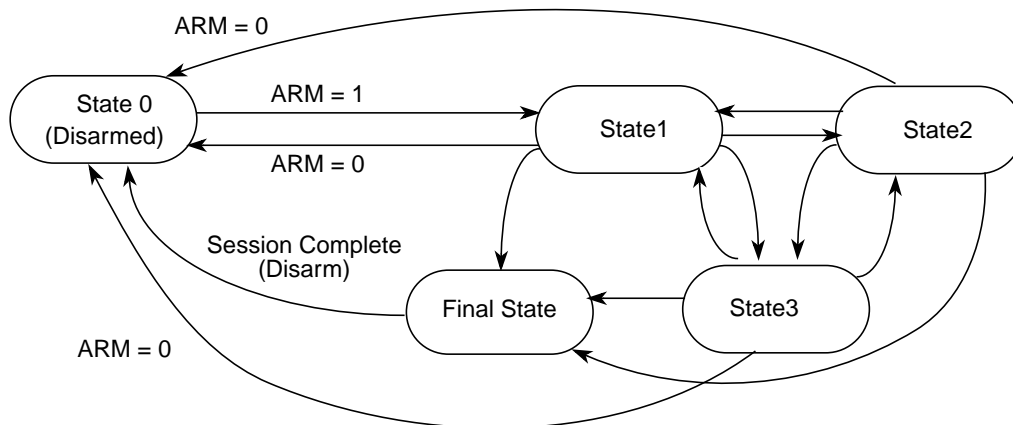 ARM = 0
State 0
(Disarmed)
ARM = 1
ARM = 0
State1
State2
Session Complete
(Disarm)
Final State
State3
ARM = 0